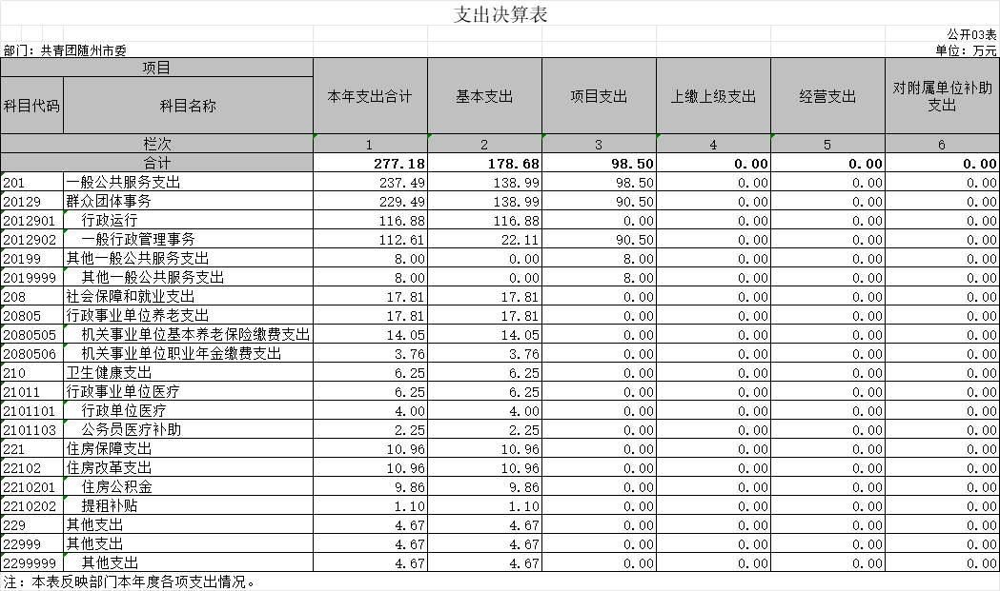 支出决算表
公开03表
部门：共青团随州市委 单位：万元
项目 本年支出合计 基本支出 项目支出 上缴上级支出 经营支出 对附属单位补助支出
科目代码 科目名称
栏次 1 2 3 4 5 6
合计 277.18 178.68 98.50 0.00 0.00 0.00
201 一般公共服务支出 237.49 138.99 98.50 0.00 0.00 0.00
20129 群众团体事务 229.49 138.99 90.50 0.00 0.00 0.00
2012901 行政运行 116.88 116.88 0.00 0.00 0.00 0.00
2012902 一般行政管理事务 112.61 22.11 90.50 0.00 0.00 0.00
20199 其他一般公共服务支出 8.00 0.00 8.00 0.00 0.00 0.00
2019999 其他一般公共服务支出 8.00 0.00 8.00 0.00 0.00 0.00
208 社会保障和就业支出 17.81 17.81 0.00 0.00 0.00 0.00
20805 行政事业单位养老支出 17.81 17.81 0.00 0.00 0.00 0.00
2080505 机关事业单位基本养老保险缴费支出 14.05 14.05 0.00 0.00 0.00 0.00
2080506 机关事业单位职业年金缴费支出 3.76 3.76 0.00 0.00 0.00 0.00
210 卫生健康支出 6.25 6.25 0.00 0.00 0.00 0.00
21011 行政事业单位医疗 6.25 6.25 0.00 0.00 0.00 0.00
2101101 行政单位医疗 4.00 4.00 0.00 0.00 0.00 0.00
2101103 公务员医疗补助 2.25 2.25 0.00 0.00 0.00 0.00
221 住房保障支出 10.96 10.96 0.00 0.00 0.00 0.00
22102 住房改革支出 10.96 10.96 0.00 0.00 0.00 0.00
2210201 住房公积金 9.86 9.86 0.00 0.00 0.00 0.00
2210202 提租补贴 1.10 1.10 0.00 0.00 0.00 0.00
229 其他支出 4.67 4.67 0.00 0.00 0.00 0.00
22999 其他支出 4.67 4.67 0.00 0.00 0.00 0.00
2299999 其他支出 4.67 4.67 0.00 0.00 0.00 0.00
注：本表反映部门本年度各项支出情况。